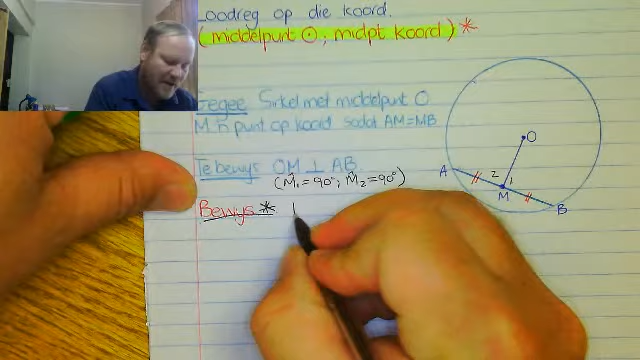 Loodreg op die koord.
(middelpunt ⊙; midpt koord) *
Gegee Sirkel met middelpunt O
M 'n punt op koord sodat AM=MB
Te bewys OM ⊥ AB
(M̂₁=90°; M̂₂=90°)
Bewys *
O
A
2
1
M
B